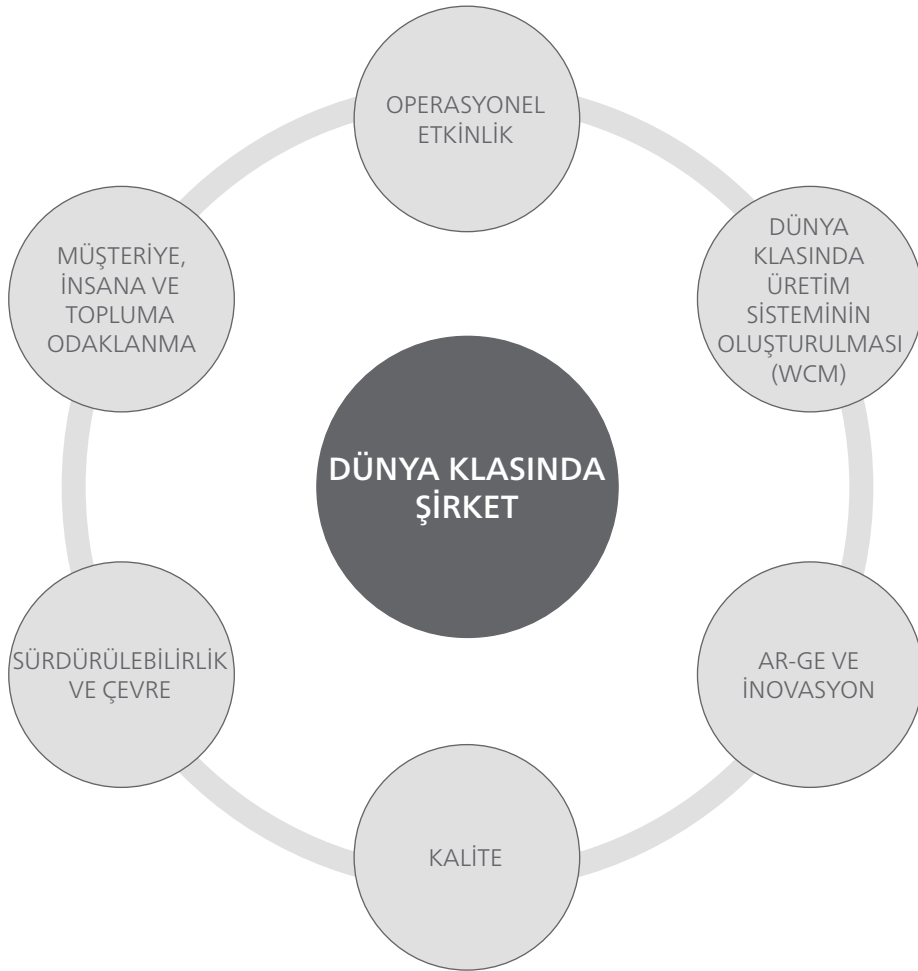 OPERASYONEL
ETKİNLİK
DÜNYA
KLASINDA
ÜRETİM
SİSTEMİNİN
OLUŞTURULMASI
(WCM)
AR-GE VE
İNOVASYON
KALİTE
SÜRDÜRÜLEBİLİRLİK
VE ÇEVRE
MÜŞTERİYE,
İNSANA VE
TOPLUMA
ODAKLANMA
DÜNYA KLASINDA
ŞİRKET